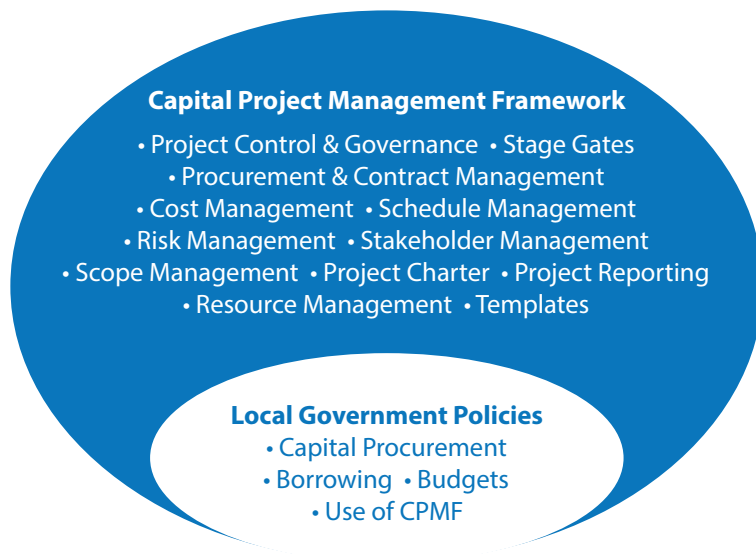 Capital Project Management Framework
• Project Control & Governance • Stage Gates
• Procurement & Contract Management
• Cost Management • Schedule Management
• Risk Management • Stakeholder Management
• Scope Management • Project Charter • Project Reporting
• Resource Management • Templates
Local Government Policies
• Capital Procurement
• Borrowing • Budgets
• Use of CPMF